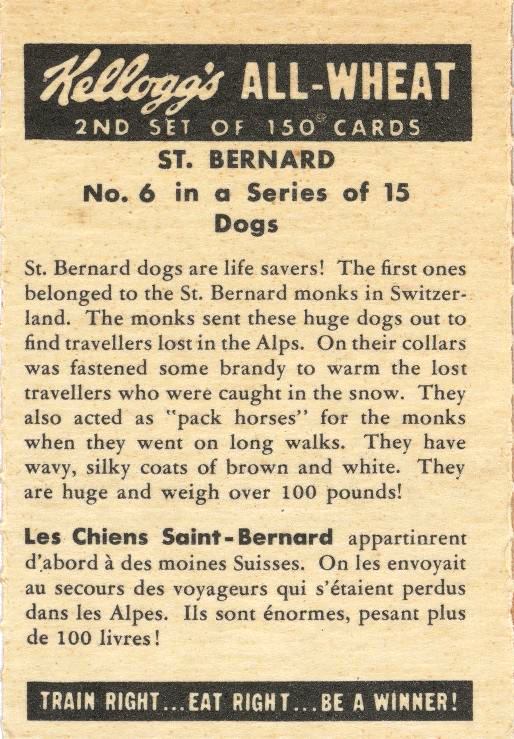 Kellogg's ALL-WHEAT
2ND SET OF 150 CARDS
ST. BERNARD
No. 6 in a Series of 15
Dogs
St. Bernard dogs are life savers! The first ones
belonged to the St. Bernard monks in Switzer-
land. The monks sent these huge dogs out to
find travellers lost in the Alps. On their collars
was fastened some brandy to warm the lost
travellers who were caught in the snow. They
also acted as "pack horses" for the monks
when they went on long walks. They have
wavy, silky coats of brown and white. They
are huge and weigh over 100 pounds!
Les Chiens Saint-Bernard appartinrent
d'abord à des moines Suisses. On les envoyait
au secours des voyageurs qui s'étaient perdus
dans les Alpes. Ils sont énormes, pesant plus
de 100 livres!
TRAIN RIGHT...EAT RIGHT...BE A WINNER!